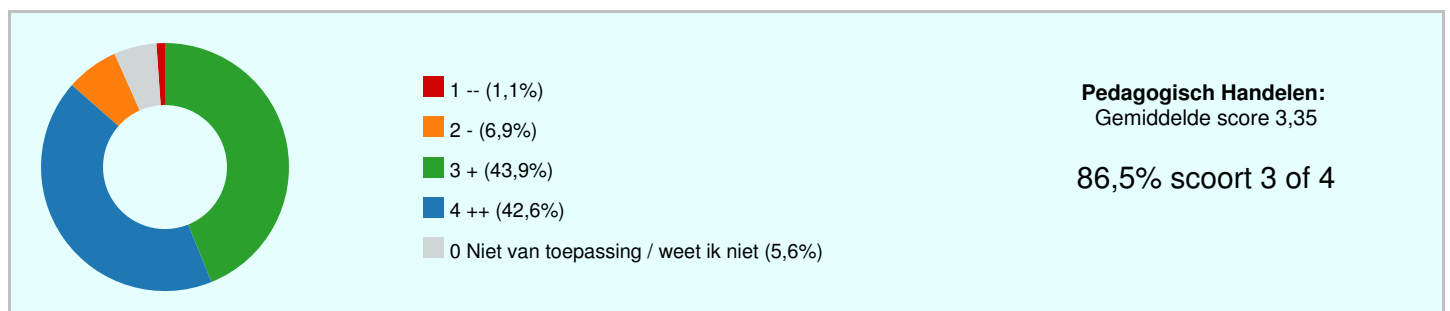 1 -- (1,1%)
2 - (6,9%)
3 + (43,9%)
4 ++ (42,6%)
0 Niet van toepassing / weet ik niet (5,6%)
Pedagogisch Handelen:
Gemiddelde score 3,35
86,5% scoort 3 of 4